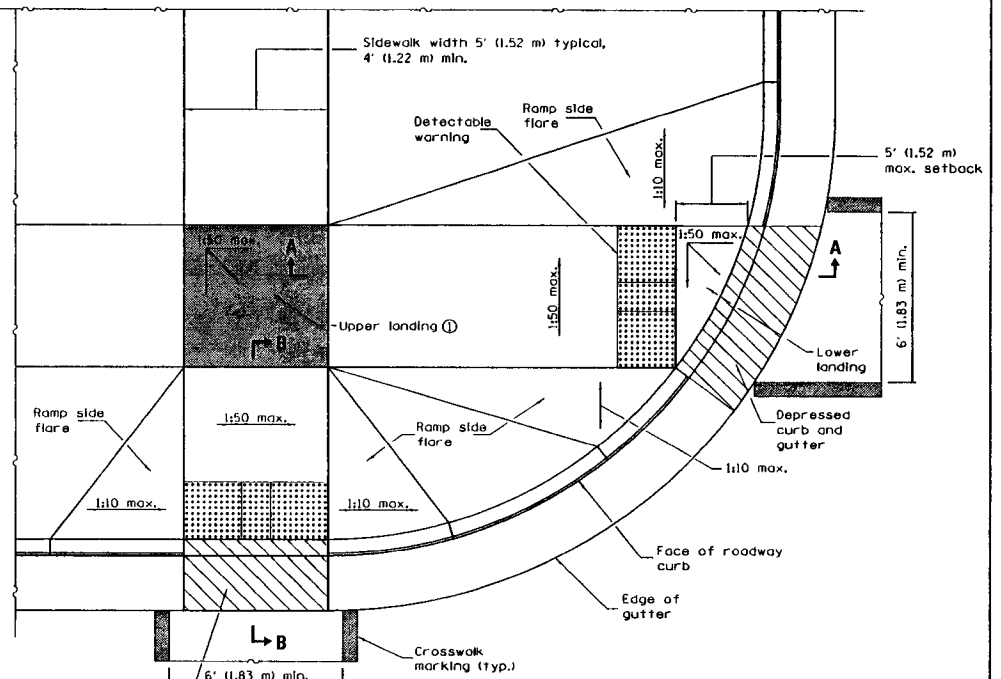 Sidewalk width 5' (1.52 m) typical,
4' (1.22 m) min.
Detectable
warning
Ramp side
flare
1:10 max.
5' (1.52 m)
max. setback
1:50 max.
A
1:50 max.
A
1:50 max.
Upper landing ①
B
6' (1.83 m) min.
Lower
landing
Ramp side
flare
1:50 max.
Ramp side
flare
Depressed
curb and
gutter
1:10 max.
1:10 max.
1:10 max.
Face of roadway
curb
Edge of
gutter
B
Crosswalk
marking (typ.)
6' (1.83 m) min.